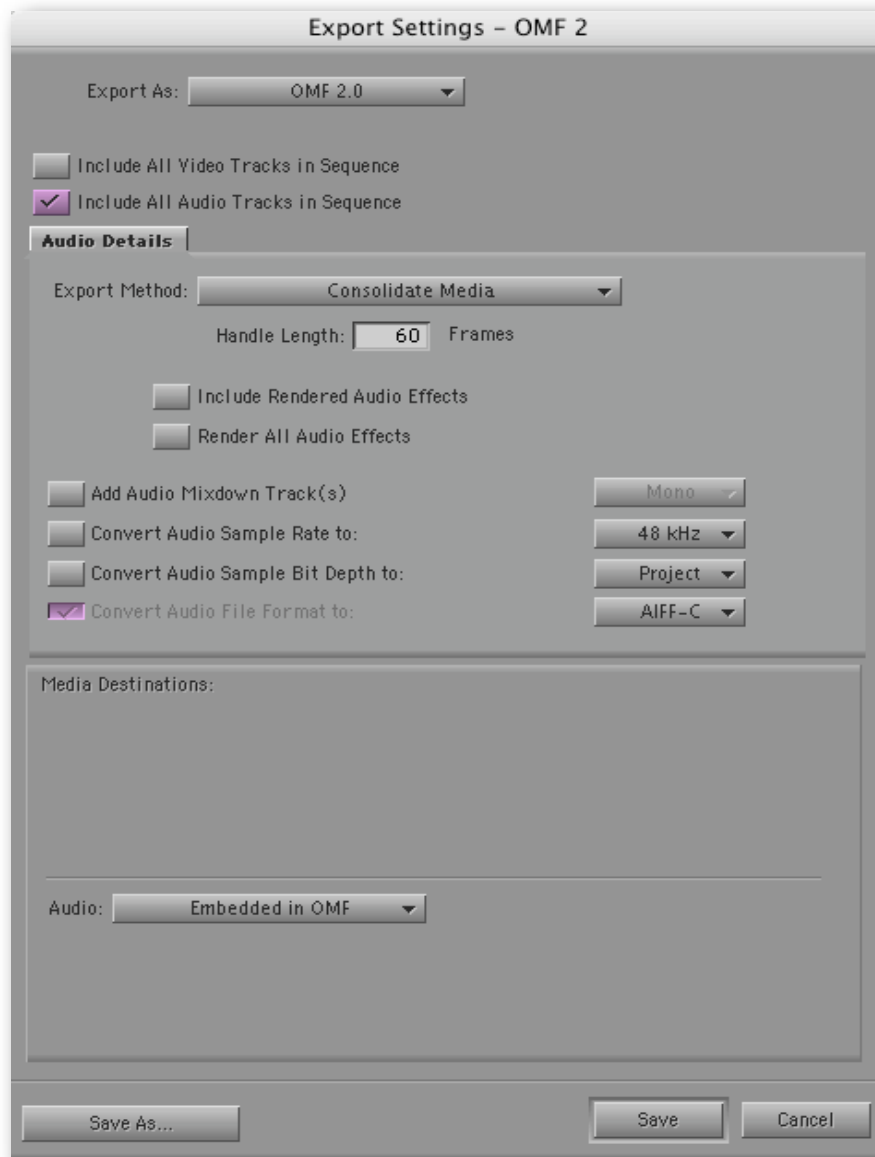 Export Settings – OMF 2
Export As: OMF 2.0
Include All Video Tracks in Sequence
Include All Audio Tracks in Sequence
Audio Details
Export Method: Consolidate Media
Handle Length: 60 Frames
Include Rendered Audio Effects
Render All Audio Effects
Add Audio Mixdown Track(s) Mono
Convert Audio Sample Rate to: 48 kHz
Convert Audio Sample Bit Depth to: Project
Convert Audio File Format to: AIFF-C
Media Destinations:
Audio: Embedded in OMF
Save As... Save Cancel